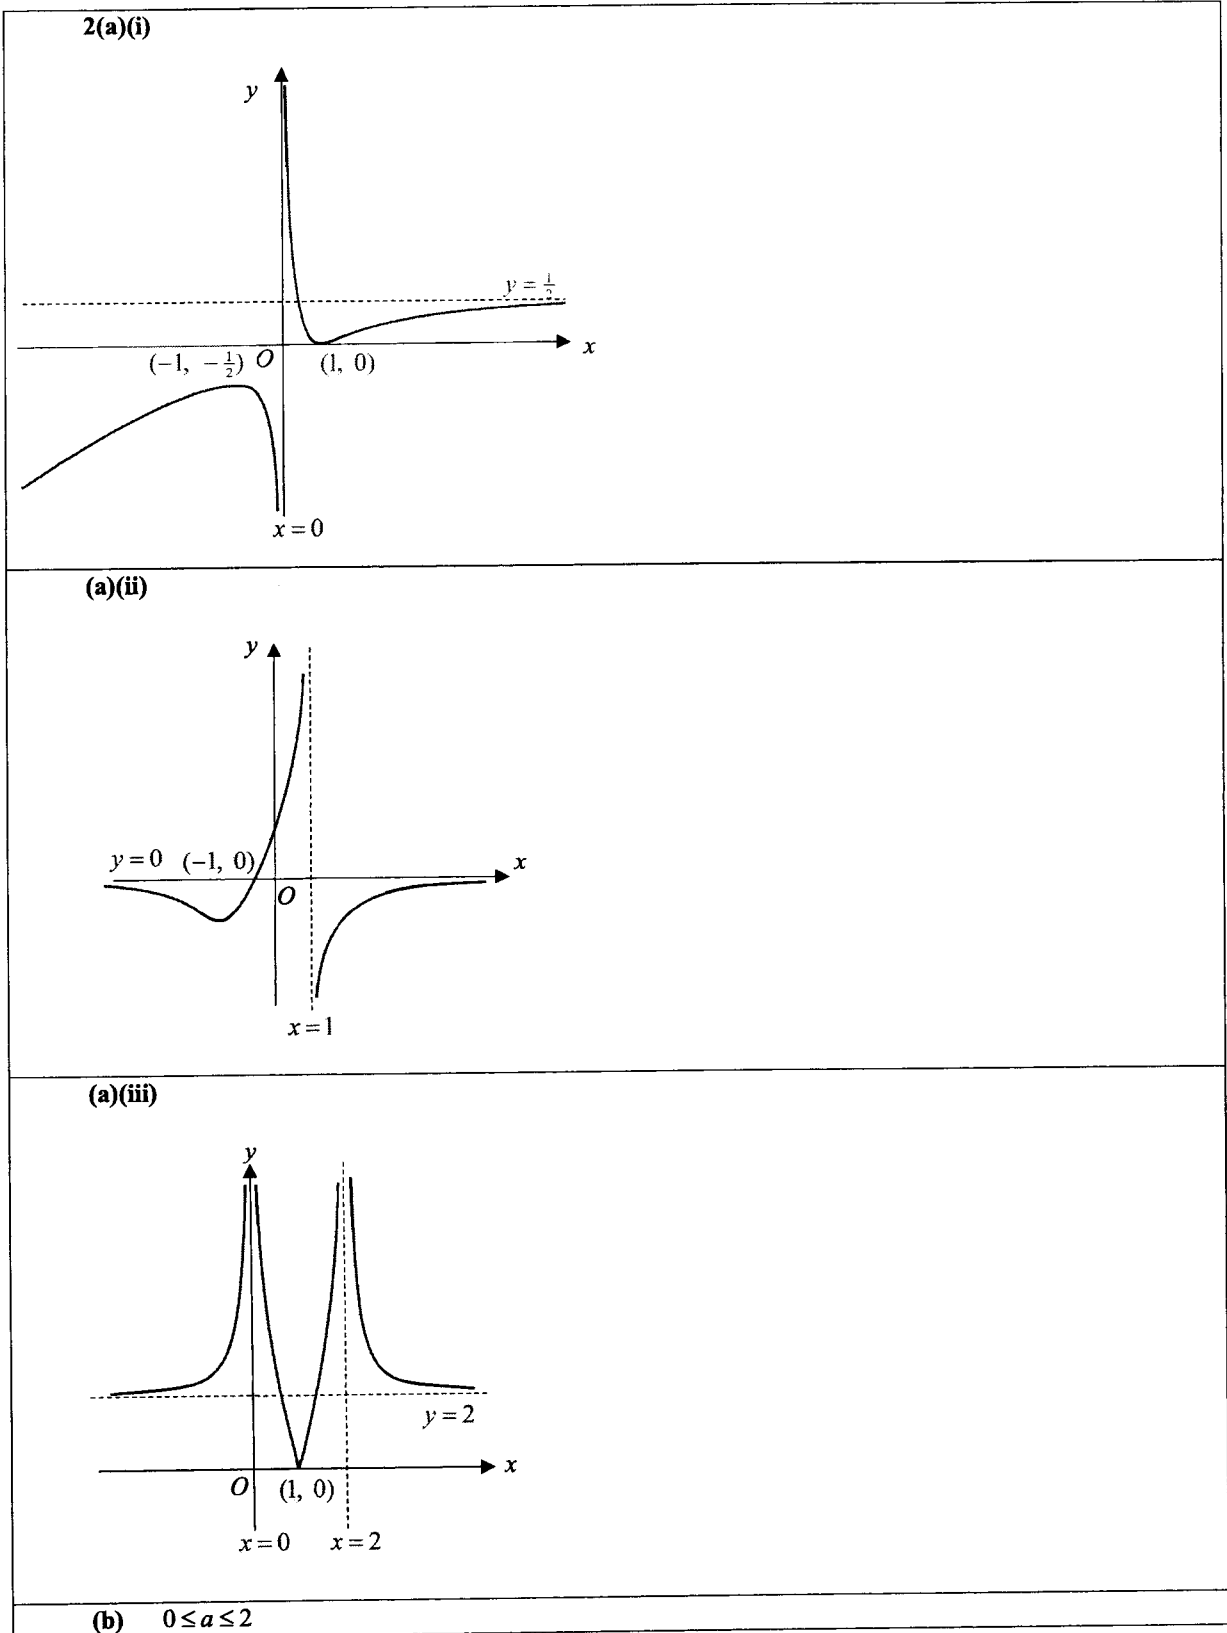 2(a)(i)
y
y = 1/2
x
(−1, −1/2) O (1, 0)
x = 0
(a)(ii)
y
y = 0 (−1, 0) x
O
x = 1
(a)(iii)
y
y = 2
x
O (1, 0)
x = 0 x = 2
(b) 0 ≤ a ≤ 2